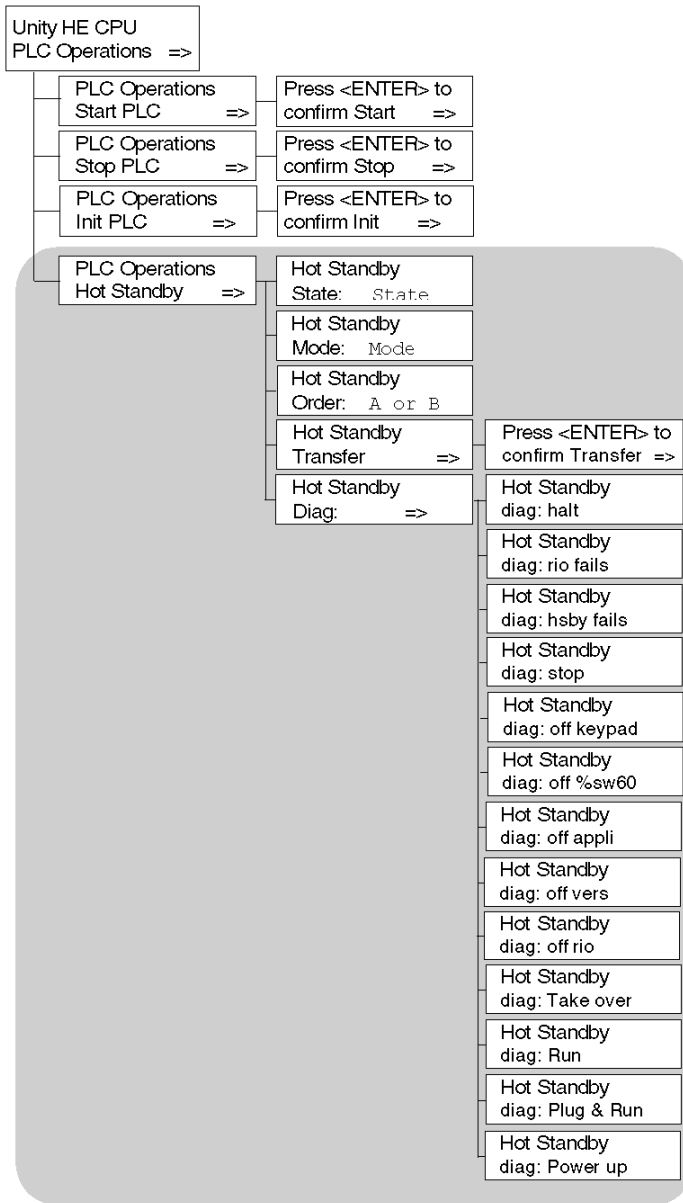 Unity HE CPU
PLC Operations =>
PLC Operations
Start PLC =>
Press <ENTER> to
confirm Start =>
PLC Operations
Stop PLC =>
Press <ENTER> to
confirm Stop =>
PLC Operations
Init PLC =>
Press <ENTER> to
confirm Init =>
PLC Operations
Hot Standby =>
Hot Standby
State: State
Hot Standby
Mode: Mode
Hot Standby
Order: A or B
Hot Standby
Transfer =>
Press <ENTER> to
confirm Transfer =>
Hot Standby
Diag: =>
Hot Standby
diag: halt
Hot Standby
diag: rio fails
Hot Standby
diag: hsby fails
Hot Standby
diag: stop
Hot Standby
diag: off keypad
Hot Standby
diag: off %sw60
Hot Standby
diag: off appli
Hot Standby
diag: off vers
Hot Standby
diag: off rio
Hot Standby
diag: Take over
Hot Standby
diag: Run
Hot Standby
diag: Plug & Run
Hot Standby
diag: Power up